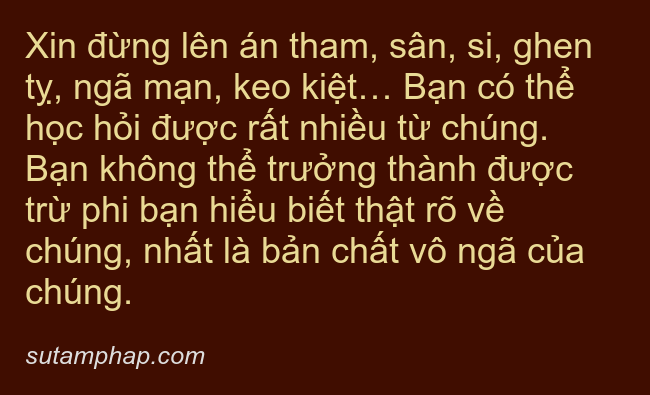 Xin đừng lên án tham, sân, si, ghen
tỵ, ngã mạn, keo kiệt… Bạn có thể
học hỏi được rất nhiều từ chúng.
Bạn không thể trưởng thành được
trừ phi bạn hiểu biết thật rõ về
chúng, nhất là bản chất vô ngã của
chúng.
sutamphap.com